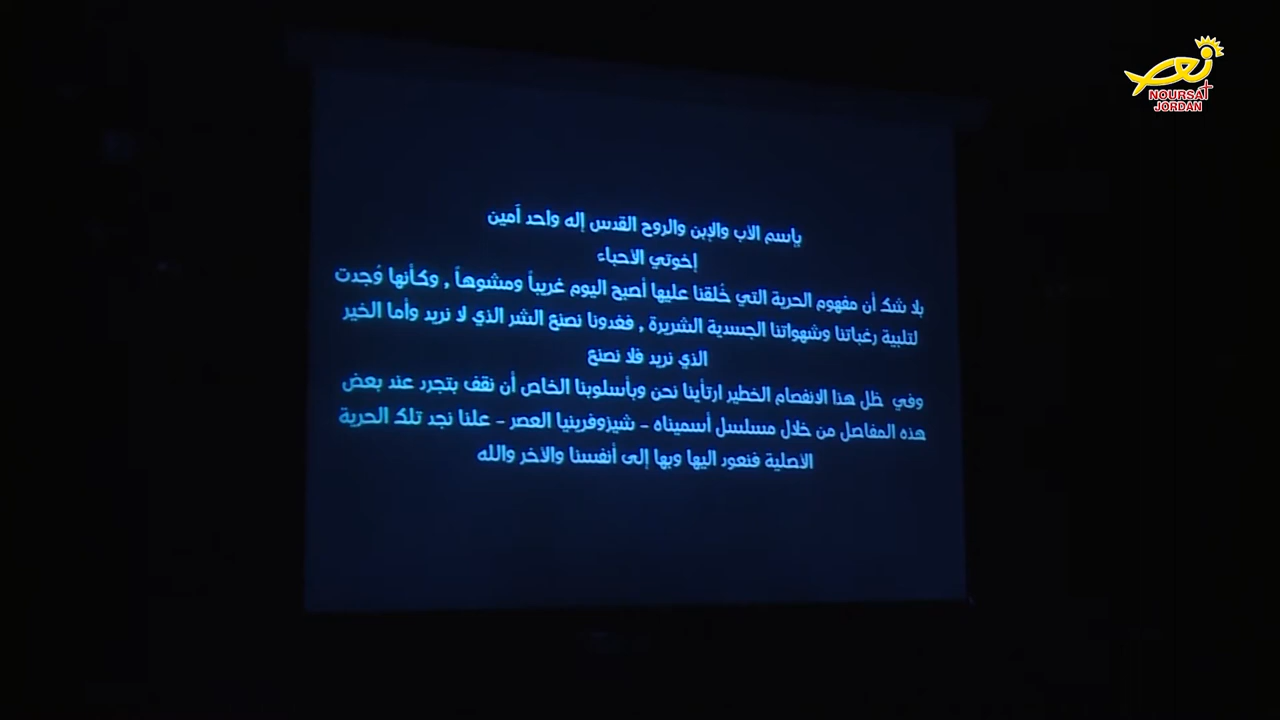 باسم الاب والإبن والروح القدس إله واحد آمين
إخوتي الأحباء
بلا شك أن مفهوم الحرية التي خُلقنا عليها أصبح اليوم غريباً ومشوهاً , وكأنها وُجدت
لتلبية رغباتنا وشهواتنا الجسدية الشريرة , فغدونا نصنع الشر الذي لا نريد وأما الخير
الذي نريد فلا نصنع
وفي ظل هذا الانفصام الخطير ارتأينا نحن وبأسلوبنا الخاص أن نقف بتجرد عند بعض
هذه المفاصل من خلال مسلسل أسميناه - شيزوفرينيا العصر - علنا نجد تلك الحرية
الأصلية فنعود اليها وبها إلى أنفسنا والآخر والله
NOURSAT
JORDAN